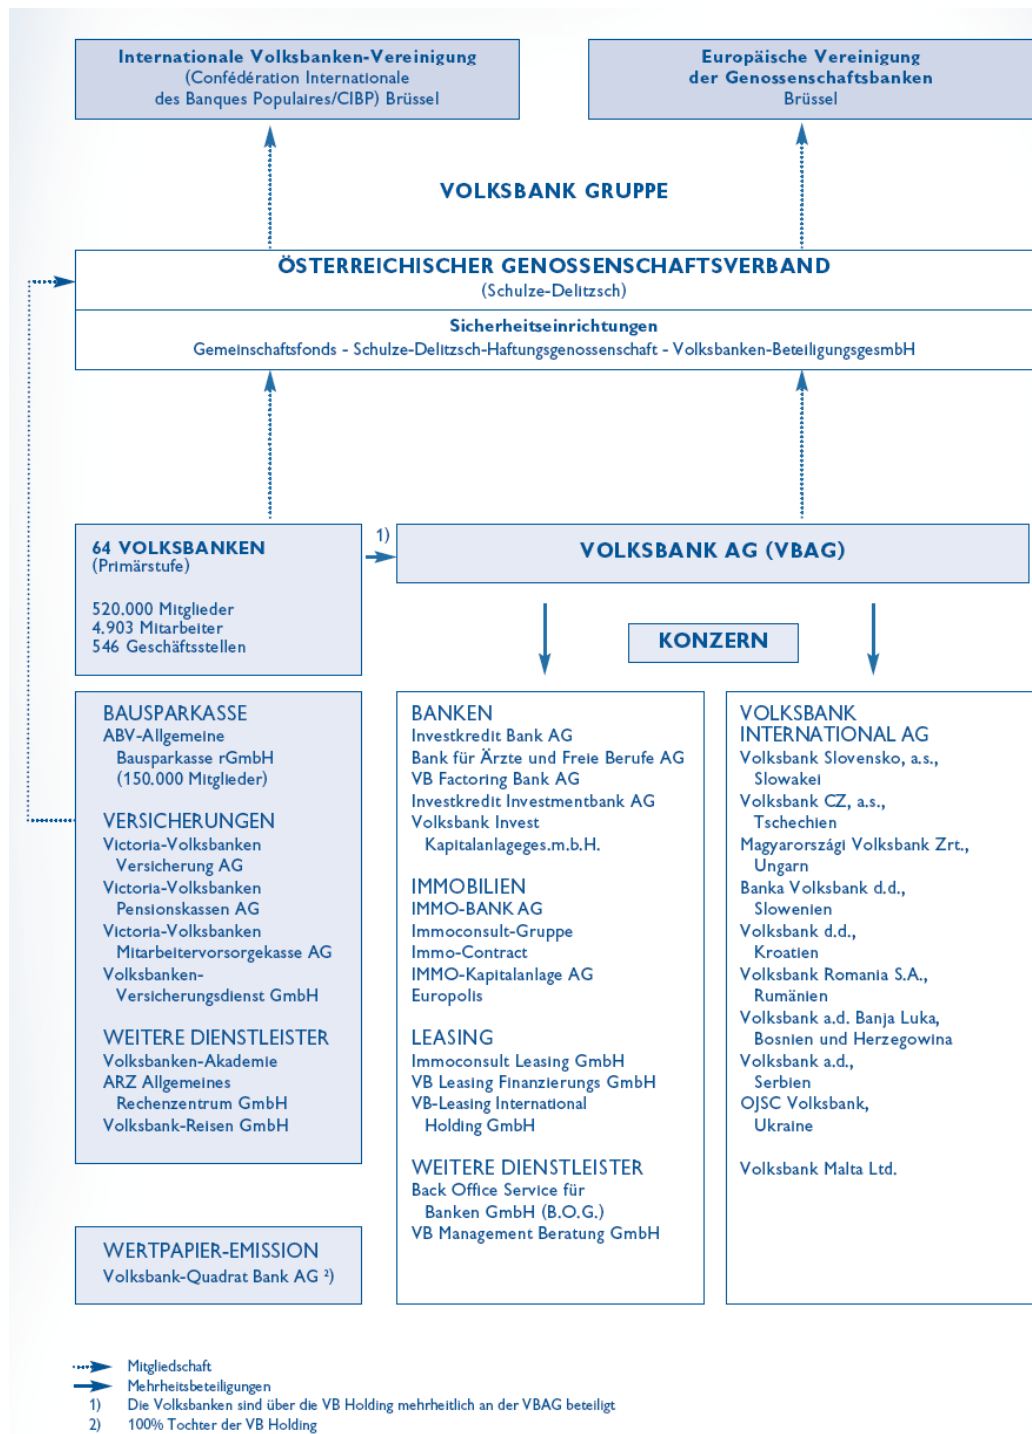 Internationale Volksbanken-Vereinigung
(Confédération Internationale
des Banques Populaires/CIBP) Brüssel
Europäische Vereinigung
der Genossenschaftsbanken
Brüssel
VOLKSBANK GRUPPE
ÖSTERREICHISCHER GENOSSENSCHAFTSVERBAND
(Schulze-Delitzsch)
Sicherheitseinrichtungen
Gemeinschaftsfonds - Schulze-Delitzsch-Haftungsgenossenschaft - Volksbanken-BeteiligungsgesmbH
64 VOLKSBANKEN
(Primärstufe)
520.000 Mitglieder
4.903 Mitarbeiter
546 Geschäftsstellen
1)
VOLKSBANK AG (VBAG)
KONZERN
BAUSPARKASSE
ABV-Allgemeine
Bausparkasse rGmbH
(150.000 Mitglieder)
VERSICHERUNGEN
Victoria-Volksbanken
Versicherung AG
Victoria-Volksbanken
Pensionskassen AG
Victoria-Volksbanken
Mitarbeitervorsorgekasse AG
Volksbanken-
Versicherungsdienst GmbH
WEITERE DIENSTLEISTER
Volksbanken-Akademie
ARZ Allgemeines
Rechenzentrum GmbH
Volksbank-Reisen GmbH
WERTPAPIER-EMISSION
Volksbank-Quadrat Bank AG ²)
BANKEN
Investkredit Bank AG
Bank für Ärzte und Freie Berufe AG
VB Factoring Bank AG
Investkredit Investmentbank AG
Volksbank Invest
Kapitalanlageges.m.b.H.
IMMOBILIEN
IMMO-BANK AG
Immoconsult-Gruppe
Immo-Contract
IMMO-Kapitalanlage AG
Europolis
LEASING
Immoconsult Leasing GmbH
VB Leasing Finanzierungs GmbH
VB-Leasing International
Holding GmbH
WEITERE DIENSTLEISTER
Back Office Service für
Banken GmbH (B.O.G.)
VB Management Beratung GmbH
VOLKSBANK
INTERNATIONAL AG
Volksbank Slovensko, a.s.,
Slowakei
Volksbank CZ, a.s.,
Tschechien
Magyarországi Volksbank Zrt.,
Ungarn
Banka Volksbank d.d.,
Slowenien
Volksbank d.d.,
Kroatien
Volksbank Romania S.A.,
Rumänien
Volksbank a.d. Banja Luka,
Bosnien und Herzegowina
Volksbank a.d.,
Serbien
OJSC Volksbank,
Ukraine
Volksbank Malta Ltd.
Mitgliedschaft
Mehrheitsbeteiligungen
1) Die Volksbanken sind über die VB Holding mehrheitlich an der VBAG beteiligt
2) 100% Tochter der VB Holding